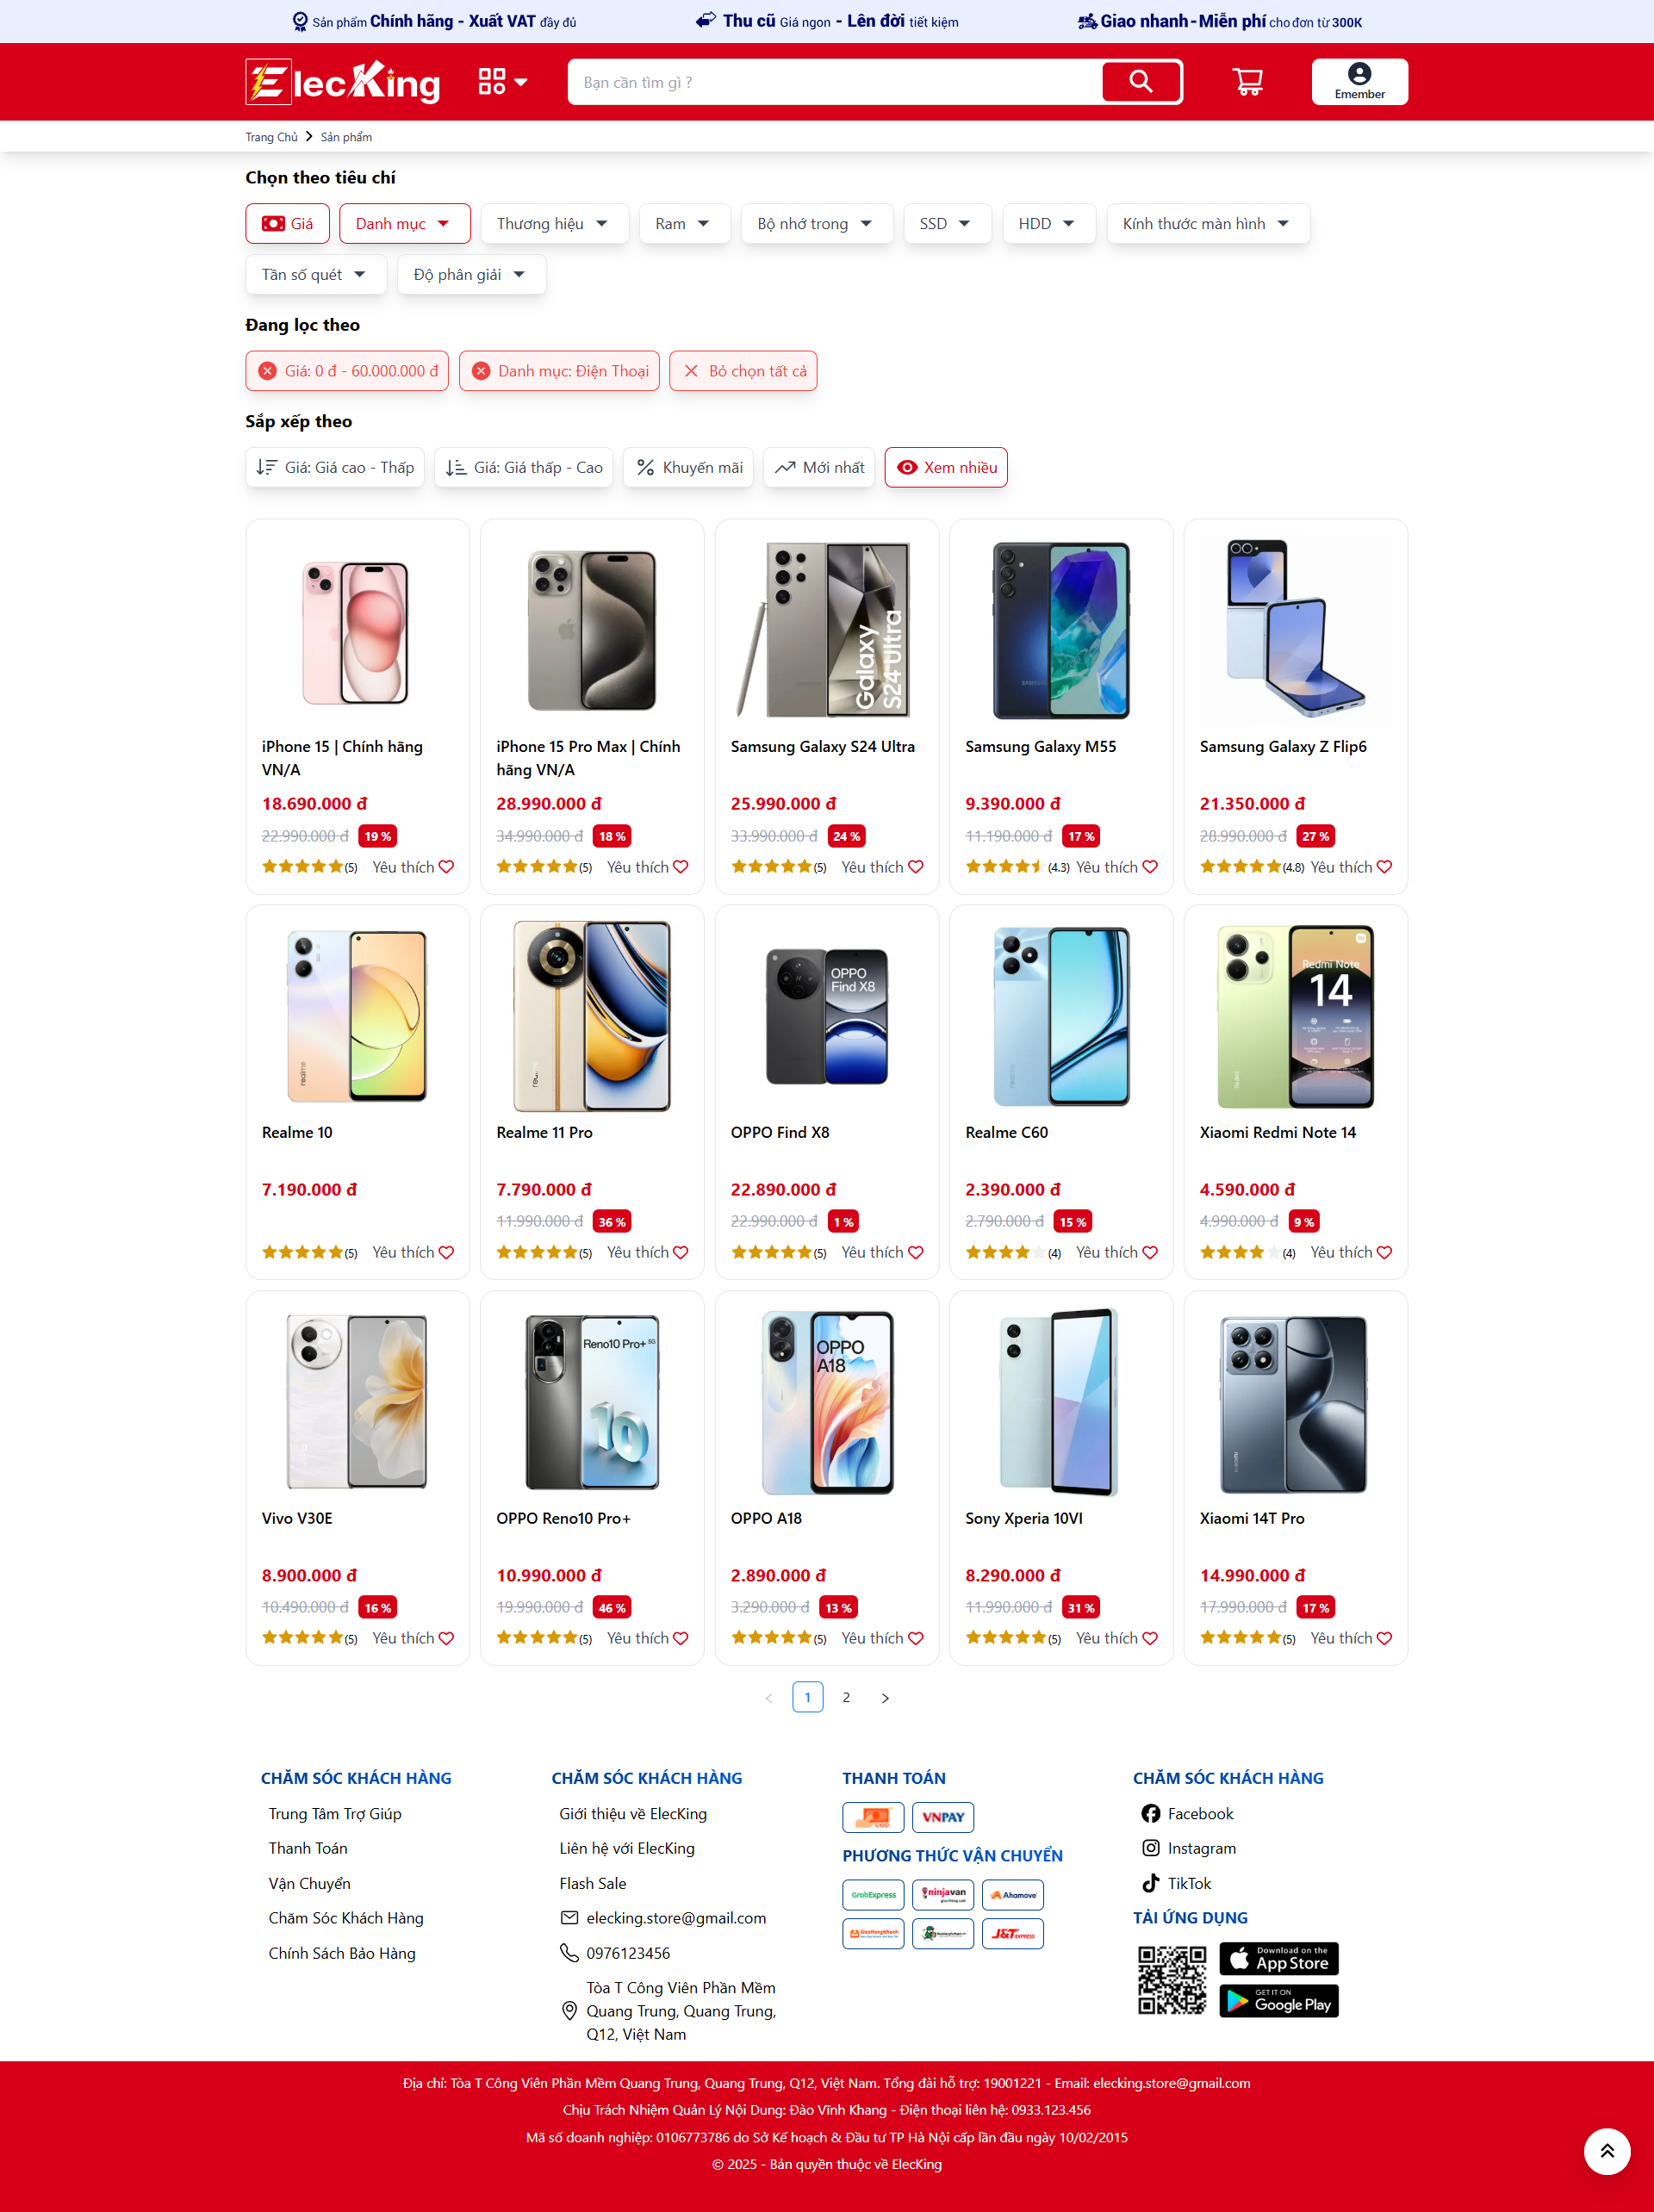 Sản phẩm Chính hãng - Xuất VAT đầy đủ
Thu cũ Giá ngon - Lên đời tiết kiệm
Giao nhanh - Miễn phí cho đơn từ 300K
ElecKing
Bạn cần tìm gì ?
Emember
Trang Chủ > Sản phẩm
Chọn theo tiêu chí
Giá
Danh mục
Thương hiệu
Ram
Bộ nhớ trong
SSD
HDD
Kính thước màn hình
Tần số quét
Độ phân giải
Đang lọc theo
Giá: 0 đ - 60.000.000 đ
Danh mục: Điện Thoại
Bỏ chọn tất cả
Sắp xếp theo
Giá: Giá cao - Thấp
Giá: Giá thấp - Cao
Khuyến mãi
Mới nhất
Xem nhiều
iPhone 15 | Chính hãng
VN/A
18.690.000 đ
22.990.000 đ 19 %
(5) Yêu thích
iPhone 15 Pro Max | Chính
hãng VN/A
28.990.000 đ
34.990.000 đ 18 %
(5) Yêu thích
Galaxy
S24 Ultra
Samsung Galaxy S24 Ultra
25.990.000 đ
33.990.000 đ 24 %
(5) Yêu thích
Samsung Galaxy M55
9.390.000 đ
11.190.000 đ 17 %
(4.3) Yêu thích
Samsung Galaxy Z Flip6
21.350.000 đ
28.990.000 đ 27 %
(4.8) Yêu thích
realme
Realme 10
7.190.000 đ
(5) Yêu thích
Realme 11 Pro
7.790.000 đ
11.990.000 đ 36 %
(5) Yêu thích
OPPO
Find X8
OPPO Find X8
22.890.000 đ
22.990.000 đ 1 %
(5) Yêu thích
Realme C60
2.390.000 đ
2.790.000 đ 15 %
(4) Yêu thích
Redmi Note
14
Xiaomi Redmi Note 14
4.590.000 đ
4.990.000 đ 9 %
(4) Yêu thích
Vivo V30E
8.900.000 đ
10.490.000 đ 16 %
(5) Yêu thích
Reno10 Pro+ 5G
10
OPPO Reno10 Pro+
10.990.000 đ
19.990.000 đ 46 %
(5) Yêu thích
OPPO
A18
OPPO A18
2.890.000 đ
3.290.000 đ 13 %
(5) Yêu thích
Sony Xperia 10VI
8.290.000 đ
11.990.000 đ 31 %
(5) Yêu thích
Xiaomi 14T Pro
14.990.000 đ
17.990.000 đ 17 %
(5) Yêu thích
< 1 2 >
CHĂM SÓC KHÁCH HÀNG
Trung Tâm Trợ Giúp
Thanh Toán
Vận Chuyển
Chăm Sóc Khách Hàng
Chính Sách Bảo Hàng
CHĂM SÓC KHÁCH HÀNG
Giới thiệu về ElecKing
Liên hệ với ElecKing
Flash Sale
elecking.store@gmail.com
0976123456
Tòa T Công Viên Phần Mềm
Quang Trung, Quang Trung,
Q12, Việt Nam
THANH TOÁN
COD
VNPAY
PHƯƠNG THỨC VẬN CHUYỂN
GrabExpress
ninjavan
Ahamove
GiaoHangNhanh
J&T EXPRESS
CHĂM SÓC KHÁCH HÀNG
Facebook
Instagram
TikTok
TẢI ỨNG DỤNG
Download on the
App Store
GET IT ON
Google Play
Địa chỉ: Tòa T Công Viên Phần Mềm Quang Trung, Quang Trung, Q12, Việt Nam. Tổng đài hỗ trợ: 19001221 - Email: elecking.store@gmail.com
Chịu Trách Nhiệm Quản Lý Nội Dung: Đào Vĩnh Khang - Điện thoại liên hệ: 0933.123.456
Mã số doanh nghiệp: 0106773786 do Sở Kế hoạch & Đầu tư TP Hà Nội cấp lần đầu ngày 10/02/2015
© 2025 - Bản quyền thuộc về ElecKing